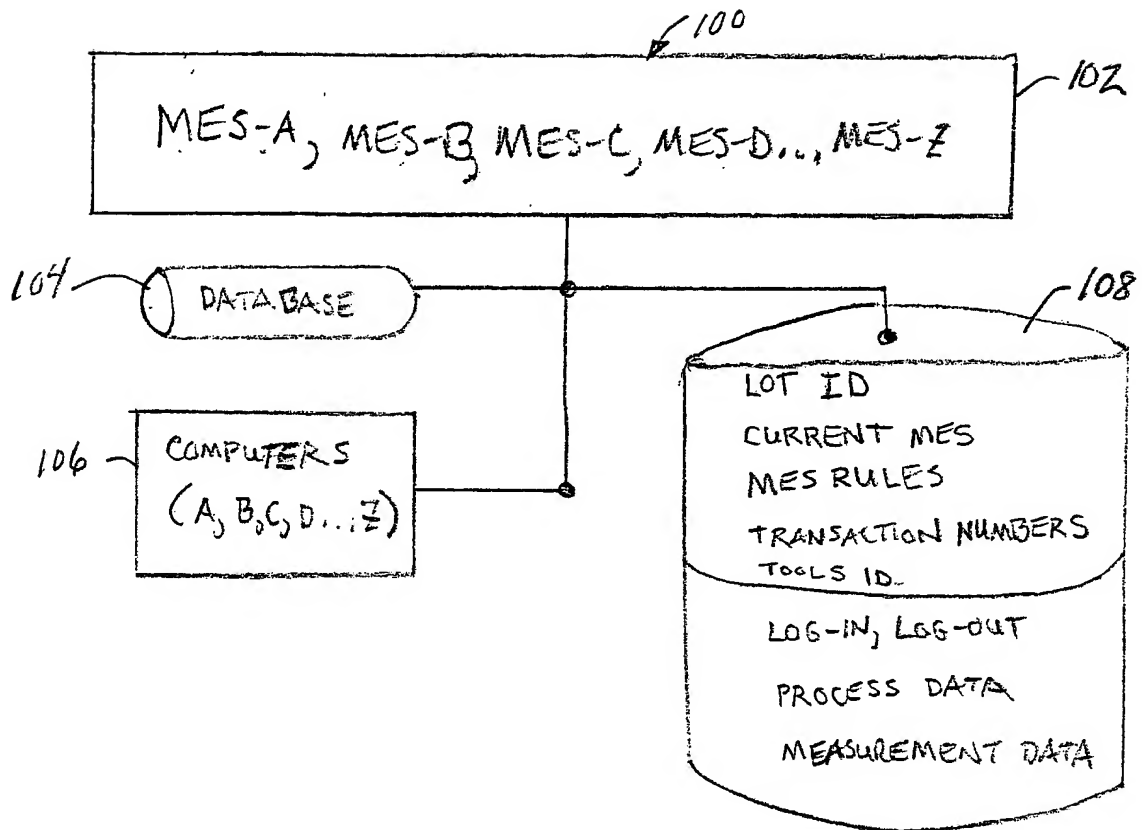 100
102
MES-A, MES-B, MES-C, MES-D..., MES-Z
104
DATABASE
108
106
COMPUTERS
(A, B, C, D...,Z)
LOT ID
CURRENT MES
MES RULES
TRANSACTION NUMBERS
TOOLS ID
LOG-IN, LOG-OUT
PROCESS DATA
MEASUREMENT DATA